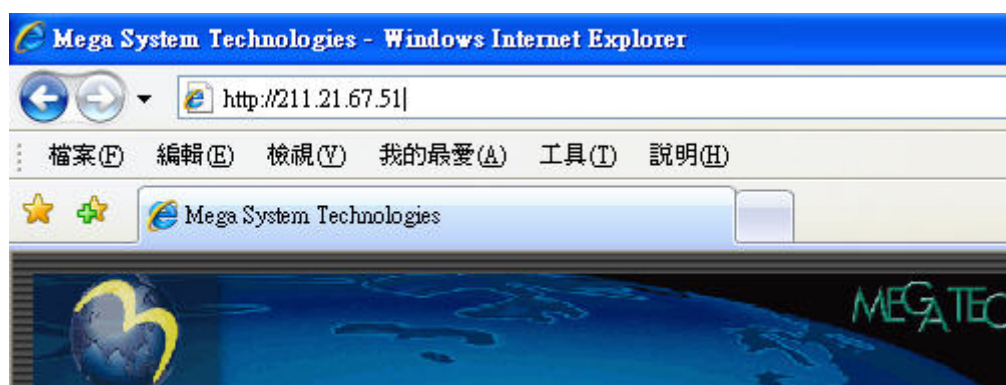 Mega System Technologies - Windows Internet Explorer
http://211.21.67.51
檔案(F) 編輯(E) 檢視(V) 我的最愛(A) 工具(T) 說明(H)
Mega System Technologies
MEGATEC